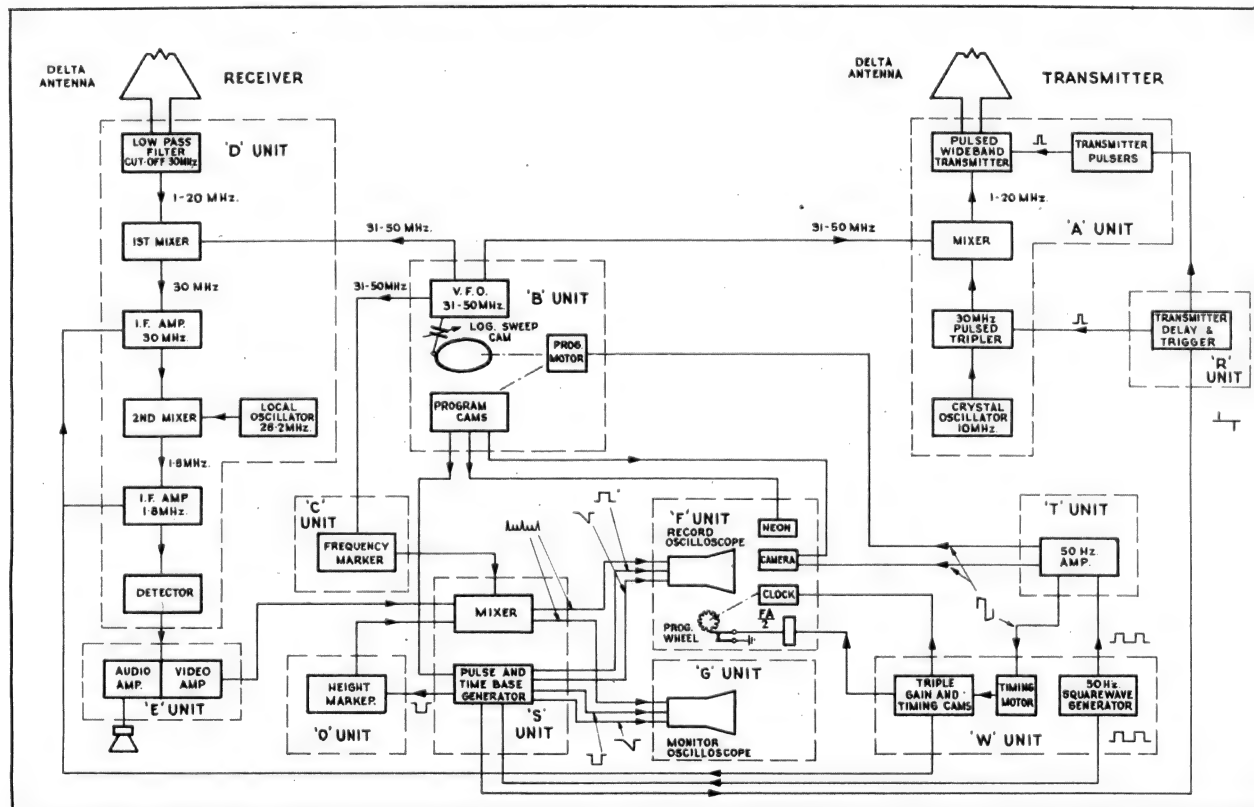 DELTA
ANTENNA
RECEIVER
DELTA
ANTENNA
TRANSMITTER
LOW PASS
FILTER
CUT-OFF 30MHz
'D' UNIT
PULSED
WIDEBAND
TRANSMITTER
TRANSMITTER
PULSERS
1-20 MHz.
1-20 MHz.
1ST MIXER
31-50 MHz.
31-50MHz
MIXER
'A' UNIT
30 MHz
31-50MHz
V.F.O.
31-50MHz.
'B' UNIT
I.F. AMP.
30 MHz.
LOG. SWEEP
CAM
PROG.
MOTOR
30MHz
PULSED
TRIPLER
TRANSMITTER
DELAY &
TRIGGER
'R'
UNIT
2ND MIXER
LOCAL
OSCILLATOR
28·2MHz.
PROGRAM
CAMS
CRYSTAL
OSCILLATOR
10MHz.
1·8MHz.
I.F. AMP
1·8MHz.
'C'
UNIT
'F' UNIT
RECORD
OSCILLOSCOPE
NEON
'T' UNIT
FREQUENCY
MARKER
CAMERA
50 Hz.
AMP.
DETECTOR
MIXER
CLOCK
PROG.
WHEEL
FA
2
AUDIO
AMP.
VIDEO
AMP
'E' UNIT
HEIGHT
MARKER.
'O' UNIT
PULSE AND
TIME BASE
GENERATOR
'S'
UNIT
'G' UNIT
MONITOR
OSCILLOSCOPE
TRIPLE
GAIN AND
TIMING CAMS
TIMING
MOTOR
50Hz
SQUAREWAVE
GENERATOR
'W' UNIT